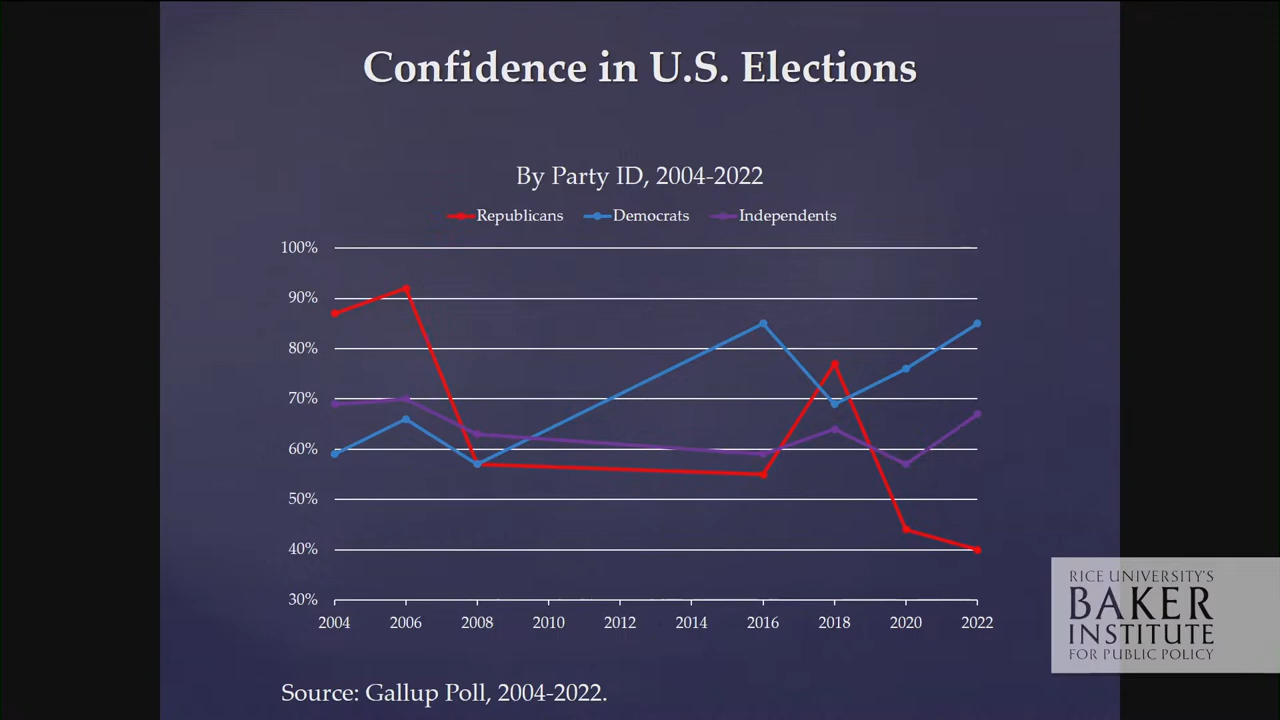 Confidence in U.S. Elections
By Party ID, 2004-2022
Republicans Democrats Independents
100%
90%
80%
70%
60%
50%
40%
30%
2004 2006 2008 2010 2012 2014 2016 2018 2020 2022
RICE UNIVERSITY'S
BAKER
INSTITUTE
FOR PUBLIC POLICY
Source: Gallup Poll, 2004-2022.